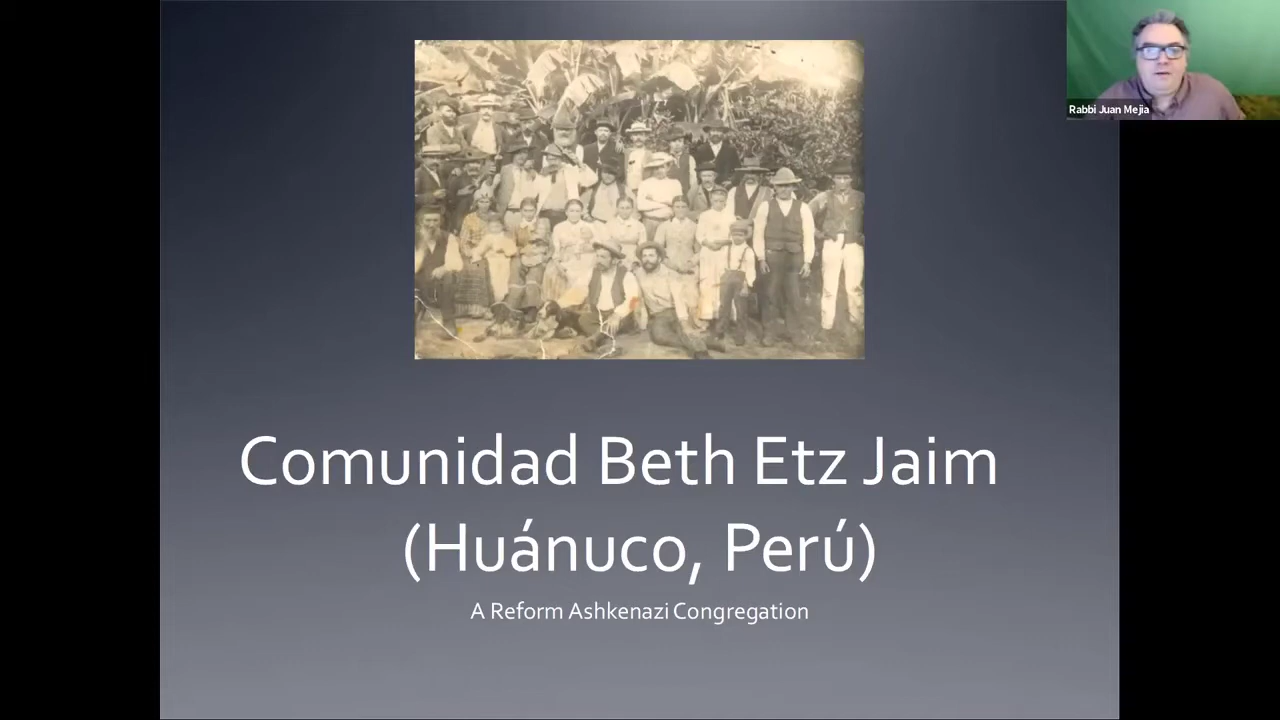 Rabbi Juan Mejia
Comunidad Beth Etz Jaim
(Huánuco, Perú)
A Reform Ashkenazi Congregation